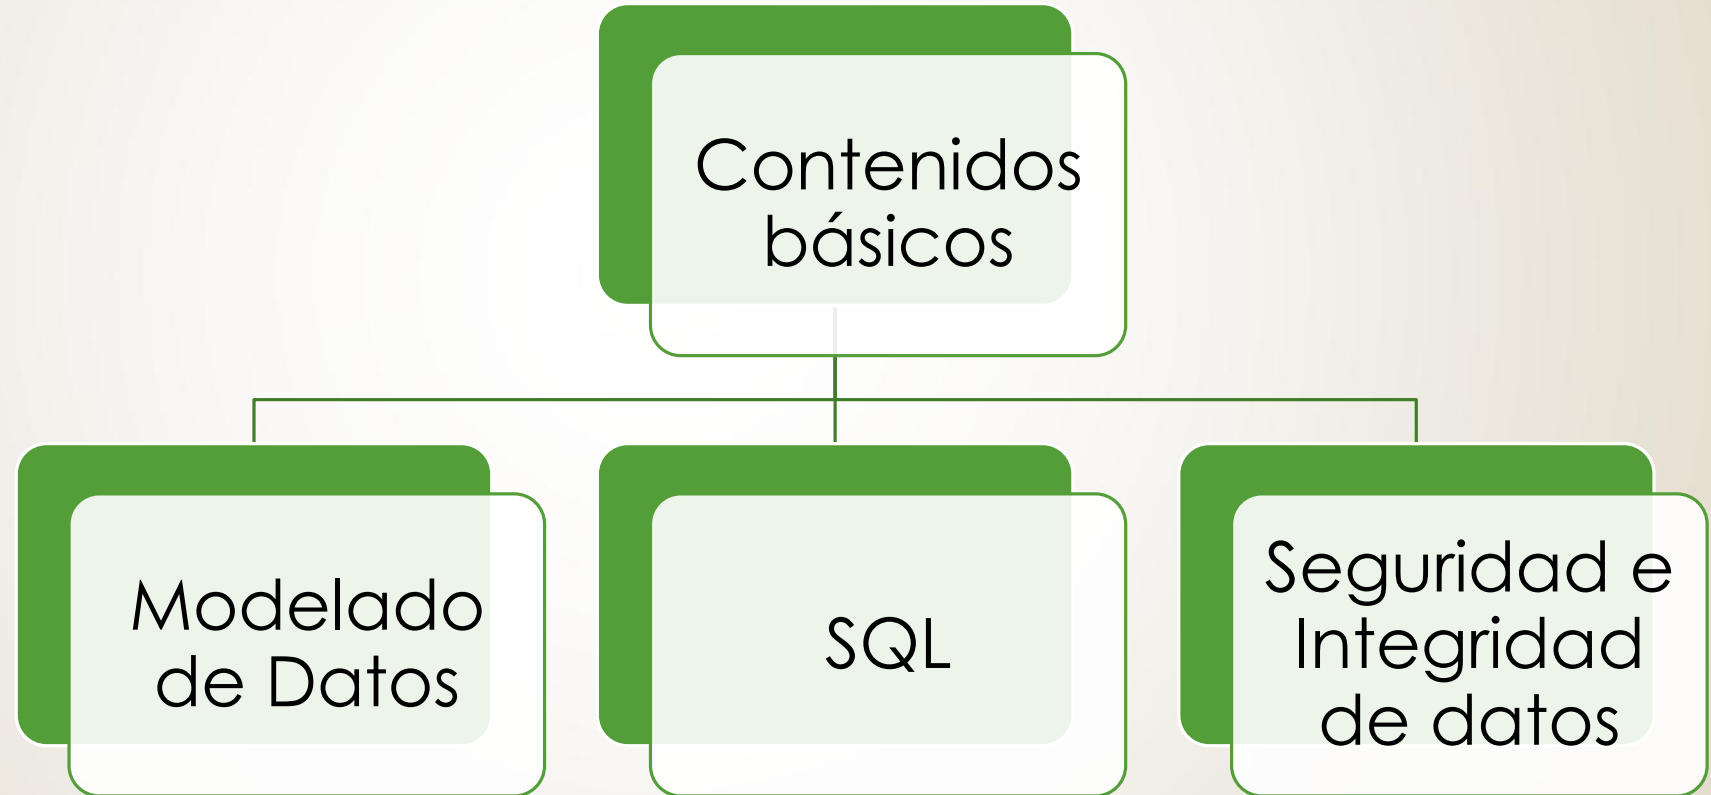 Contenidos
básicos
Modelado
de Datos
SQL
Seguridad e
Integridad
de datos